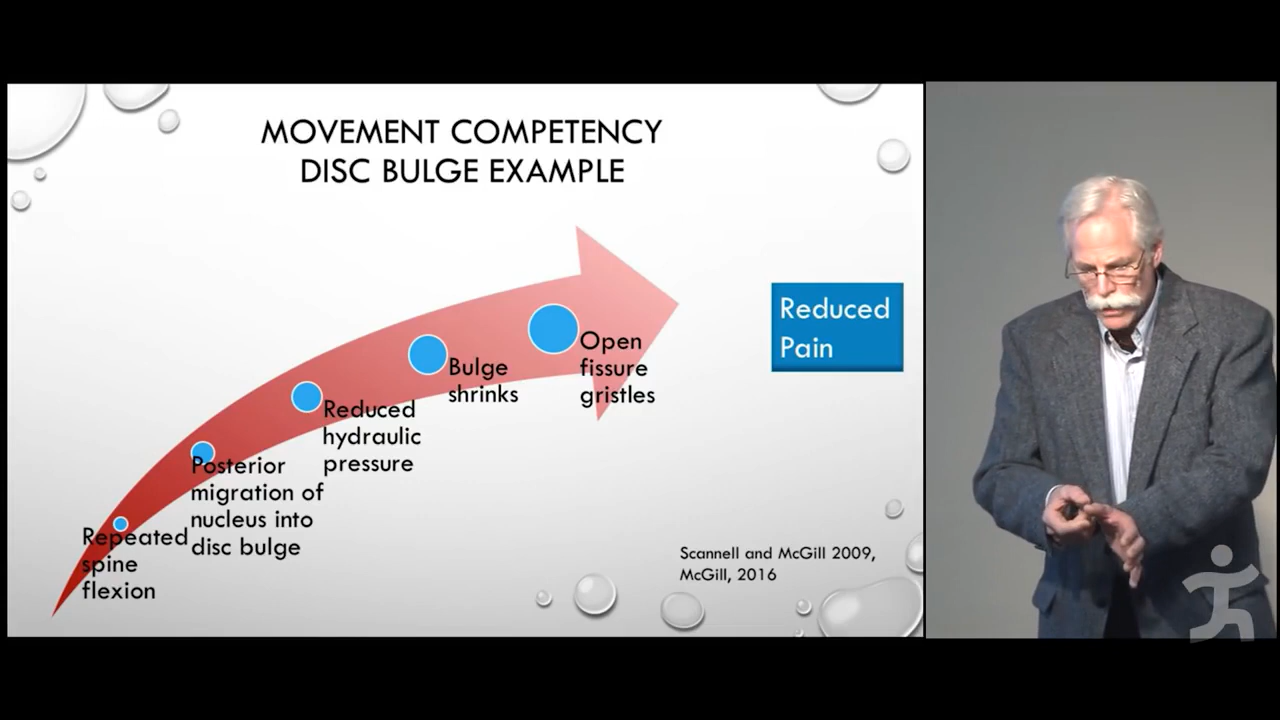 MOVEMENT COMPETENCY
DISC BULGE EXAMPLE
Repeated
spine
flexion
Posterior
migration of
nucleus into
disc bulge
Reduced
hydraulic
pressure
Bulge
shrinks
Open
fissure
gristles
Reduced
Pain
Scannell and McGill 2009,
McGill, 2016